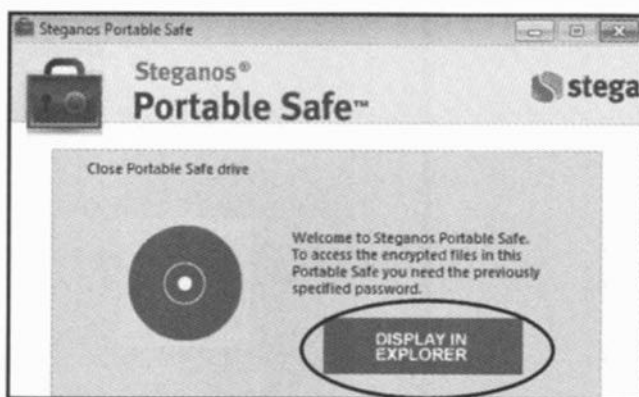 Steganos Portable Safe
Steganos®
Portable Safe™
stega
Close Portable Safe drive
Welcome to Steganos Portable Safe.
To access the encrypted files in this
Portable Safe you need the previously
specified password.
DISPLAY IN
EXPLORER